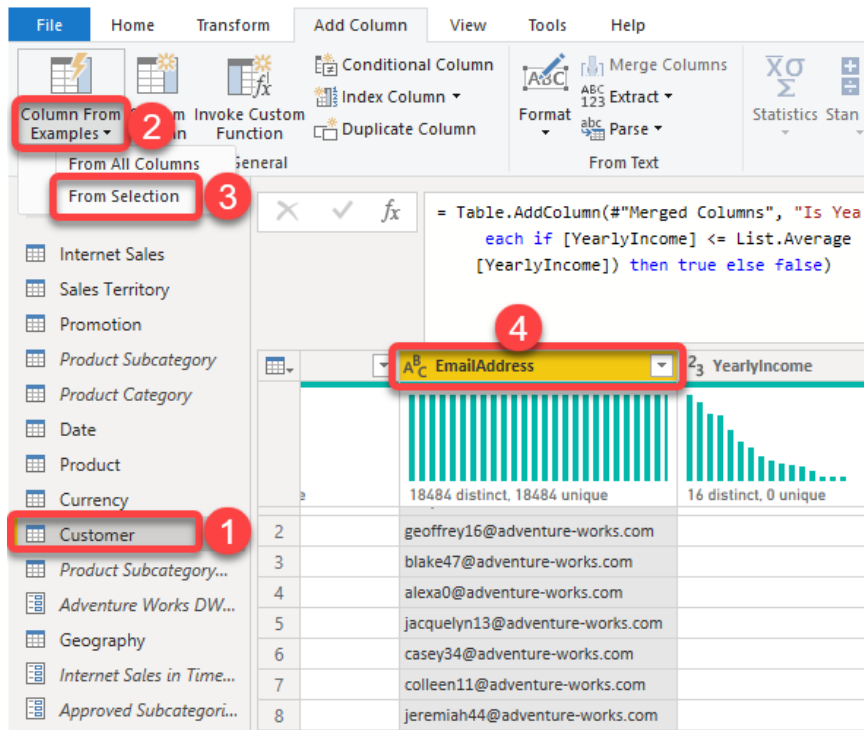 File Home Transform Add Column View Tools Help
Column From Examples
2
Invoke Custom Function
Conditional Column
Index Column
Duplicate Column
General
Format
Merge Columns
Extract
Parse
From Text
Statistics
From All Columns
From Selection
3
= Table.AddColumn(#"Merged Columns", "Is Yea
each if [YearlyIncome] <= List.Average
[YearlyIncome]) then true else false)
Internet Sales
Sales Territory
Promotion
Product Subcategory
Product Category
Date
Product
Currency
Customer
1
Product Subcategory...
Adventure Works DW...
Geography
Internet Sales in Time...
Approved Subcategori...
4
ABC EmailAddress
23 YearlyIncome
18484 distinct, 18484 unique
16 distinct, 0 unique
2 geoffrey16@adventure-works.com
3 blake47@adventure-works.com
4 alexa0@adventure-works.com
5 jacquelyn13@adventure-works.com
6 casey34@adventure-works.com
7 colleen11@adventure-works.com
8 jeremiah44@adventure-works.com